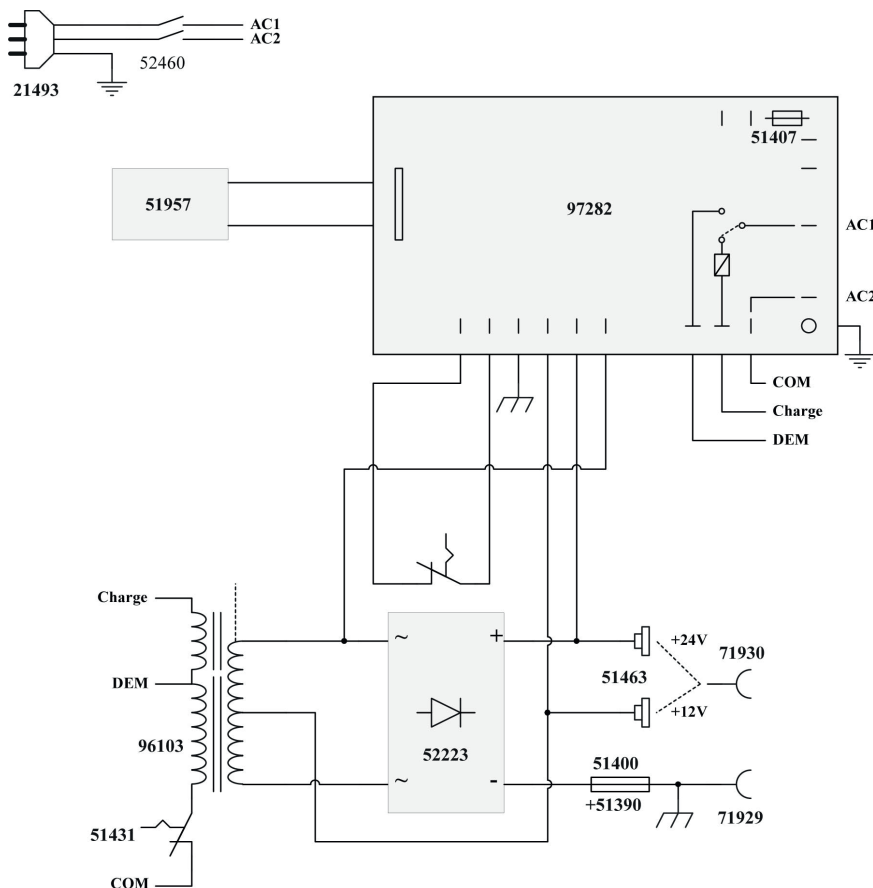 AC1
AC2
52460
21493
51407
51957
97282
AC1
AC2
COM
Charge
DEM
Charge
~
+
+24V
71930
51463
DEM
+12V
96103
52223
51400
~
-
+51390
71929
51431
COM